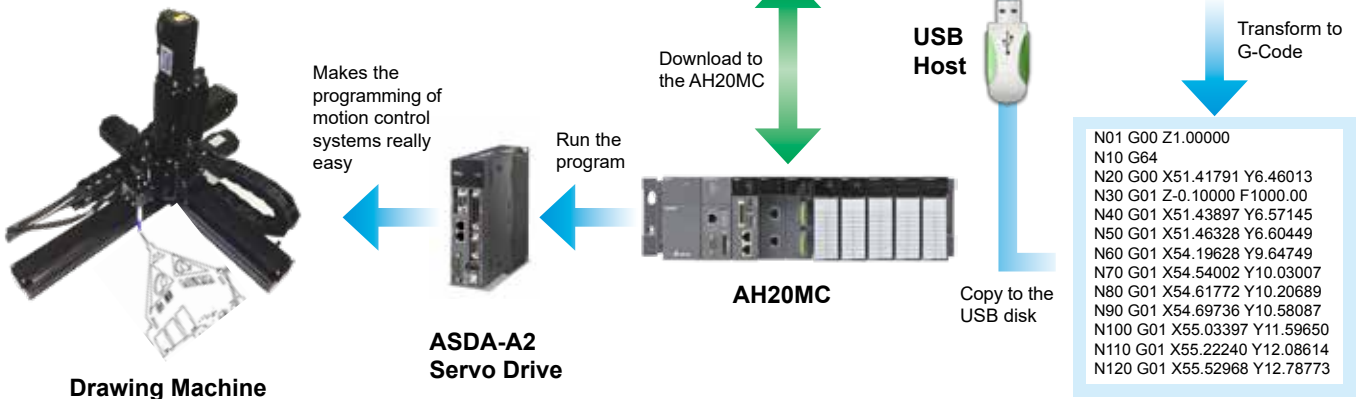 Makes the
programming of
motion control
systems really
easy
Drawing Machine
ASDA-A2
Servo Drive
Run the
program
Download to
the AH20MC
AH20MC
USB
Host
Copy to the
USB disk
Transform to
G-Code
N01 G00 Z1.00000
N10 G64
N20 G00 X51.41791 Y6.46013
N30 G01 Z-0.10000 F1000.00
N40 G01 X51.43897 Y6.57145
N50 G01 X51.46328 Y6.60449
N60 G01 X54.19628 Y9.64749
N70 G01 X54.54002 Y10.03007
N80 G01 X54.61772 Y10.20689
N90 G01 X54.69736 Y10.58087
N100 G01 X55.03397 Y11.59650
N110 G01 X55.22240 Y12.08614
N120 G01 X55.52968 Y12.78773